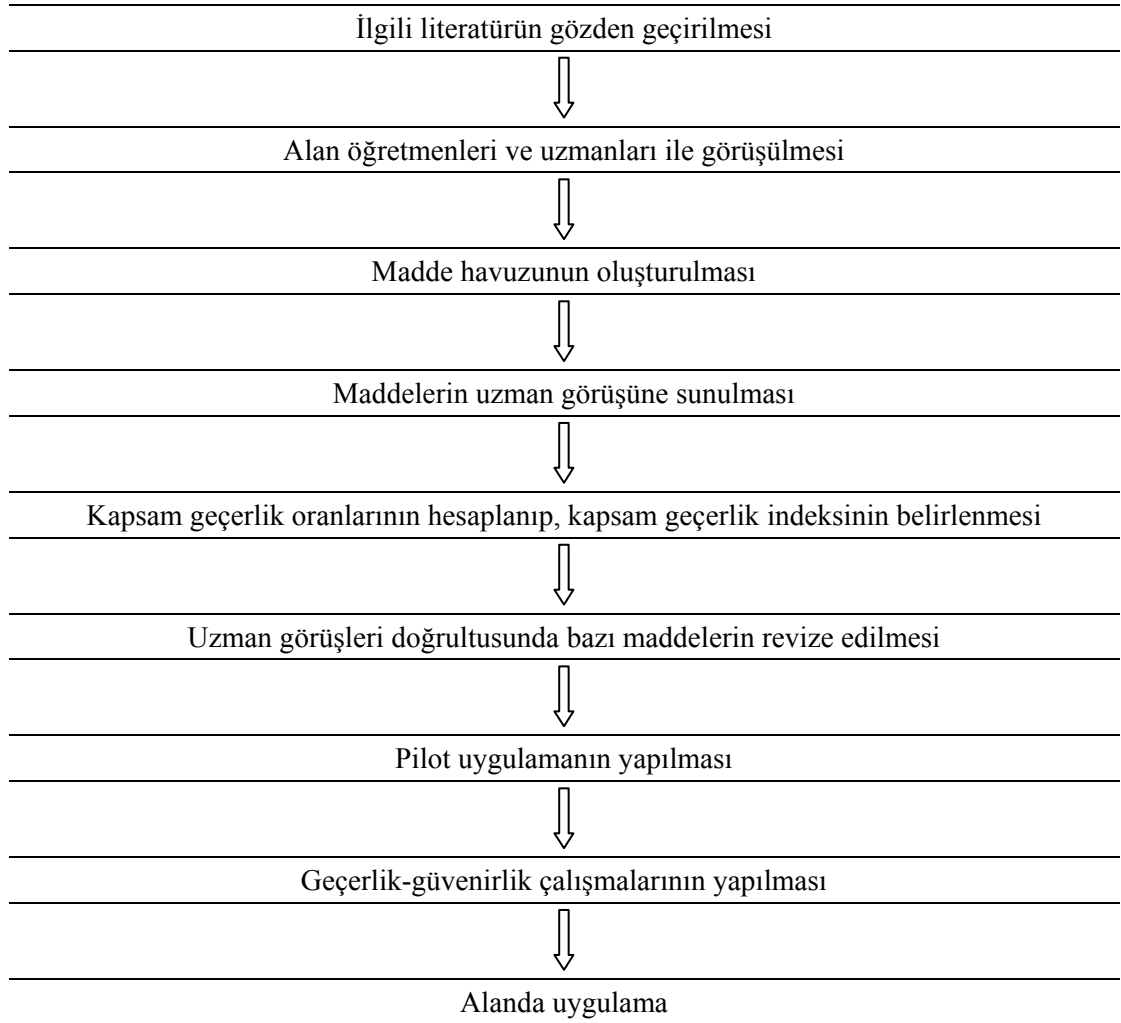 İlgili literatürün gözden geçirilmesi
Alan öğretmenleri ve uzmanları ile görüşülmesi
Madde havuzunun oluşturulması
Maddelerin uzman görüşüne sunulması
Kapsam geçerlik oranlarının hesaplanıp, kapsam geçerlik indeksinin belirlenmesi
Uzman görüşleri doğrultusunda bazı maddelerin revize edilmesi
Pilot uygulamanın yapılması
Geçerlik-güvenirlik çalışmalarının yapılması
Alanda uygulama